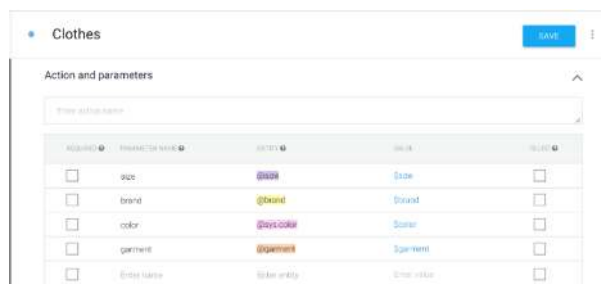 Clothes
SAVE
Action and parameters
Enter action name
REQUIRED PARAMETER NAME ENTITY VALUE IS LIST
size @size $size
brand @brand $brand
color @sys.color $color
garment @garment $garment
Enter name Enter entity Enter value